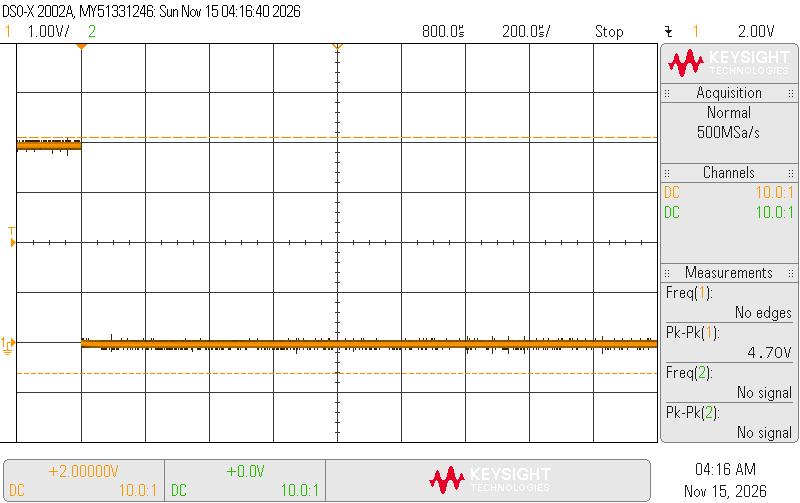 DSO-X 2002A, MY51331246: Sun Nov 15 04:16:40 2026
1 1.00V/ 2 800.0s 200.0s/ Stop 1 2.00V
KEYSIGHT
TECHNOLOGIES
Acquisition
Normal
500MSa/s
Channels
DC 10.0:1
DC 10.0:1
Measurements
Freq(1):
No edges
Pk-Pk(1):
4.70V
Freq(2):
No signal
Pk-Pk(2):
No signal
T
1
+2.00000V
DC 10.0:1
+0.0V
DC 10.0:1
KEYSIGHT
TECHNOLOGIES
04:16 AM
Nov 15, 2026